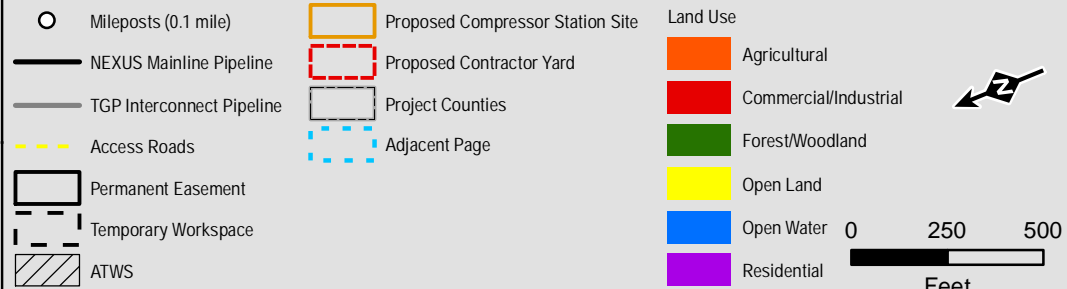 Mileposts (0.1 mile)
NEXUS Mainline Pipeline
TGP Interconnect Pipeline
Access Roads
Permanent Easement
Temporary Workspace
ATWS
Proposed Compressor Station Site
Proposed Contractor Yard
Project Counties
Adjacent Page
Land Use
Agricultural
Commercial/Industrial
Forest/Woodland
Open Land
Open Water
Residential
N
0 250 500
Feet